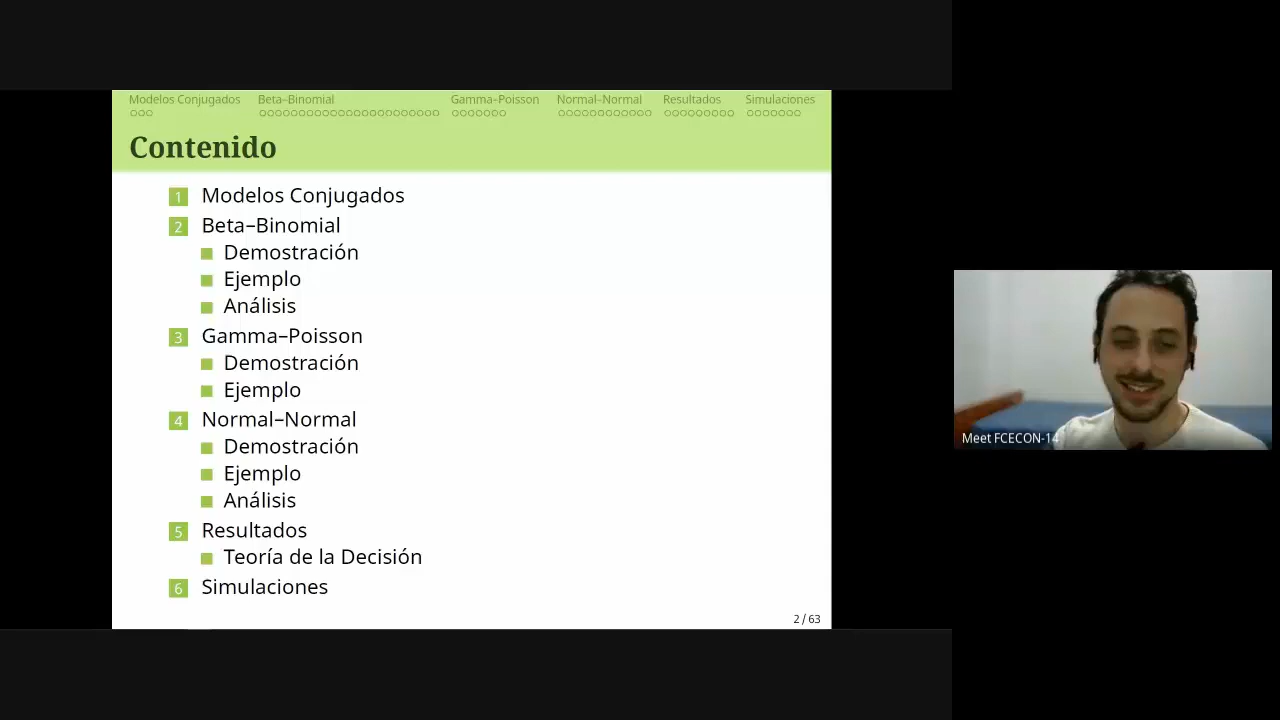 Modelos Conjugados Beta–Binomial Gamma–Poisson Normal–Normal Resultados Simulaciones
Contenido
1 Modelos Conjugados
2 Beta–Binomial
Demostración
Ejemplo
Análisis
3 Gamma–Poisson
Demostración
Ejemplo
4 Normal–Normal
Demostración
Ejemplo
Análisis
5 Resultados
Teoría de la Decisión
6 Simulaciones
2 / 63
Meet FCECON-14